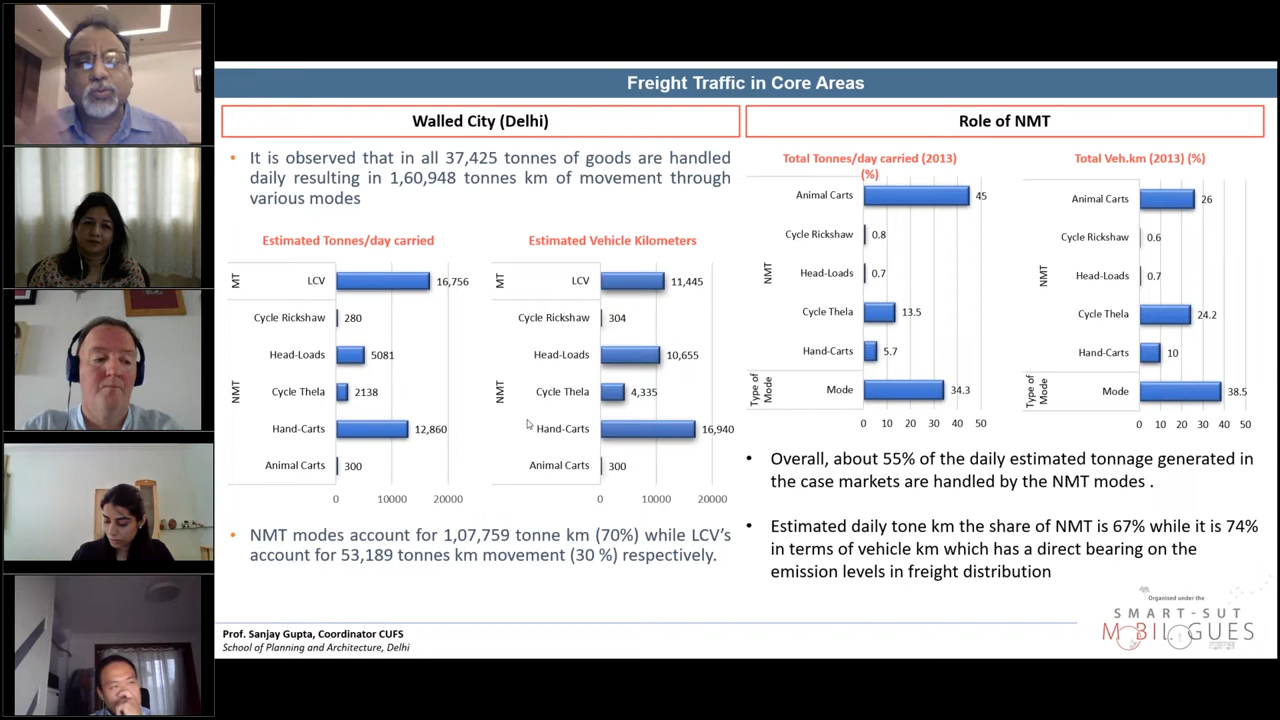 Freight Traffic in Core Areas
Walled City (Delhi)
• It is observed that in all 37,425 tonnes of goods are handled
daily resulting in 1,60,948 tonnes km of movement through
various modes
Estimated Tonnes/day carried
MT
LCV
16,756
NMT
Cycle Rickshaw
280
Head-Loads
5081
Cycle Thela
2138
Hand-Carts
12,860
Animal Carts
300
0 10000 20000
Estimated Vehicle Kilometers
MT
LCV
11,445
NMT
Cycle Rickshaw
304
Head-Loads
10,655
Cycle Thela
4,335
Hand-Carts
16,940
Animal Carts
300
0 10000 20000
• NMT modes account for 1,07,759 tonne km (70%) while LCV's
account for 53,189 tonnes km movement (30 %) respectively.
Role of NMT
Total Tonnes/day carried (2013)
(%)
NMT
Animal Carts
45
Cycle Rickshaw
0.8
Head-Loads
0.7
Cycle Thela
13.5
Hand-Carts
5.7
Type of
Mode
Mode
34.3
0 10 20 30 40 50
Total Veh.km (2013) (%)
NMT
Animal Carts
26
Cycle Rickshaw
0.6
Head-Loads
0.7
Cycle Thela
24.2
Hand-Carts
10
Type of
Mode
Mode
38.5
0 10 20 30 40 50
• Overall, about 55% of the daily estimated tonnage generated in
the case markets are handled by the NMT modes .
• Estimated daily tone km the share of NMT is 67% while it is 74%
in terms of vehicle km which has a direct bearing on the
emission levels in freight distribution
Prof. Sanjay Gupta, Coordinator CUFS
School of Planning and Architecture, Delhi
Organised under the
SMART-SUT
MOBILOGUES